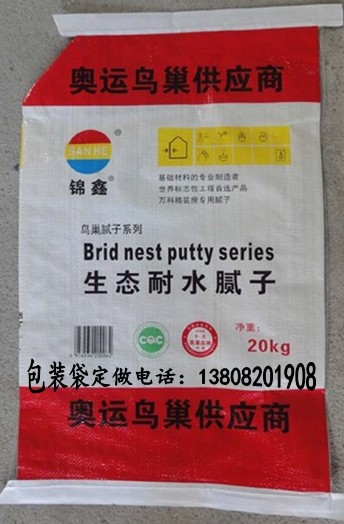 奥运鸟巢供应商
SANHE
锦鑫
基础材料的专业制造者
世界标志性工程首选产品
万科精装房专用腻子
鸟巢腻子系列
Brid nest putty series
生态耐水腻子
CQC
净重:
20kg
包装袋定做电话：13808201908
奥运鸟巢供应商